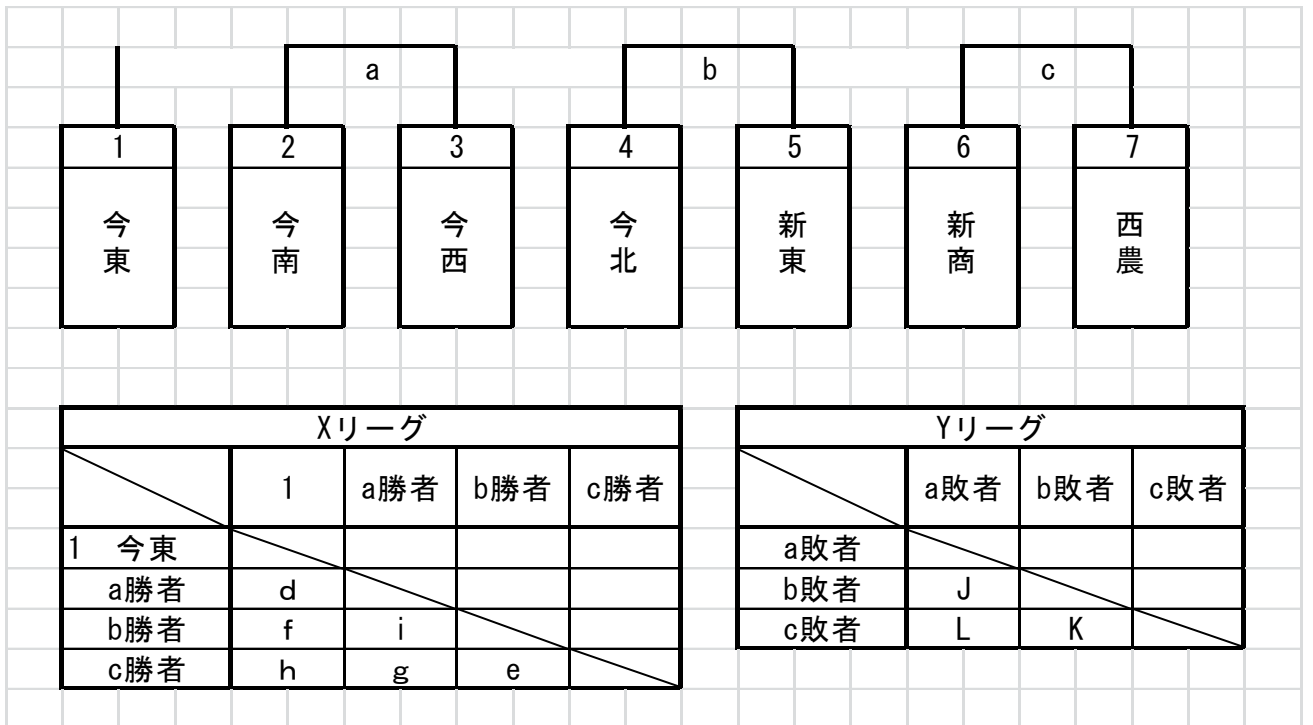 a b c
1 2 3 4 5 6 7
今東 今南 今西 今北 新東 新商 西農
Xリーグ
1 a勝者 b勝者 c勝者
1 今東
a勝者 d
b勝者 f i
c勝者 h g e
Yリーグ
a敗者 b敗者 c敗者
a敗者
b敗者 J
c敗者 L K